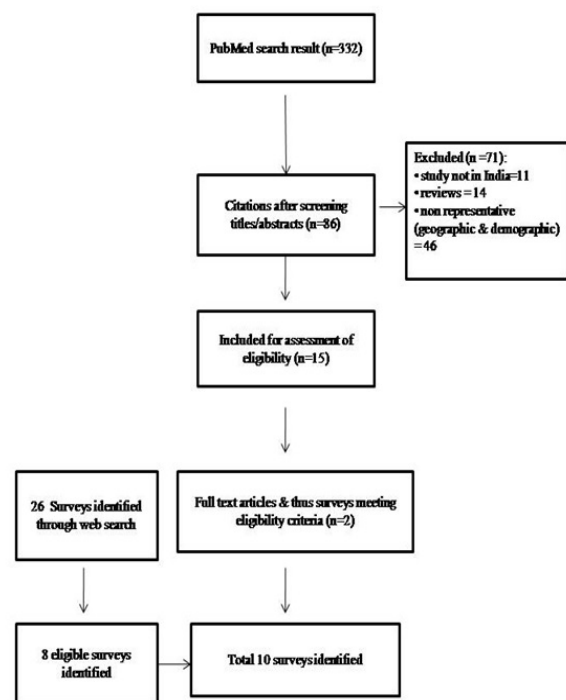 PubMed search result (n=332)
Excluded (n =71):
• study not in India=11
• reviews = 14
• non representative
(geographic & demographic)
= 46
Citations after screening
titles/abstracts (n=86)
Included for assessment of
eligibility (n=15)
26 Surveys identified
through web search
Full text articles & thus surveys meeting
eligibility criteria (n=2)
8 eligible surveys
identified
Total 10 surveys identified